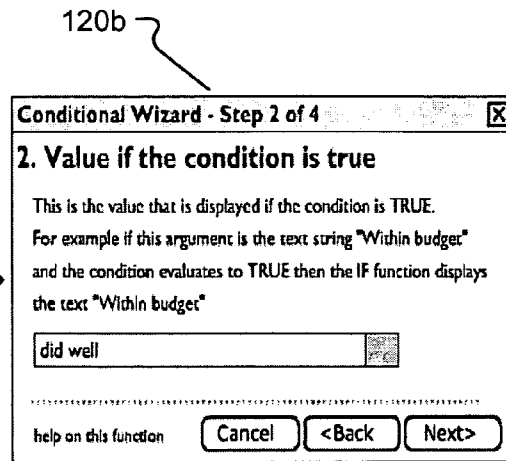 120b
Conditional Wizard - Step 2 of 4 X
2. Value if the condition is true
This is the value that is displayed if the condition is TRUE.
For example if this argument is the text string "Within budget"
and the condition evaluates to TRUE then the IF function displays
the text "Within budget"
did well
help on this function Cancel <Back Next>